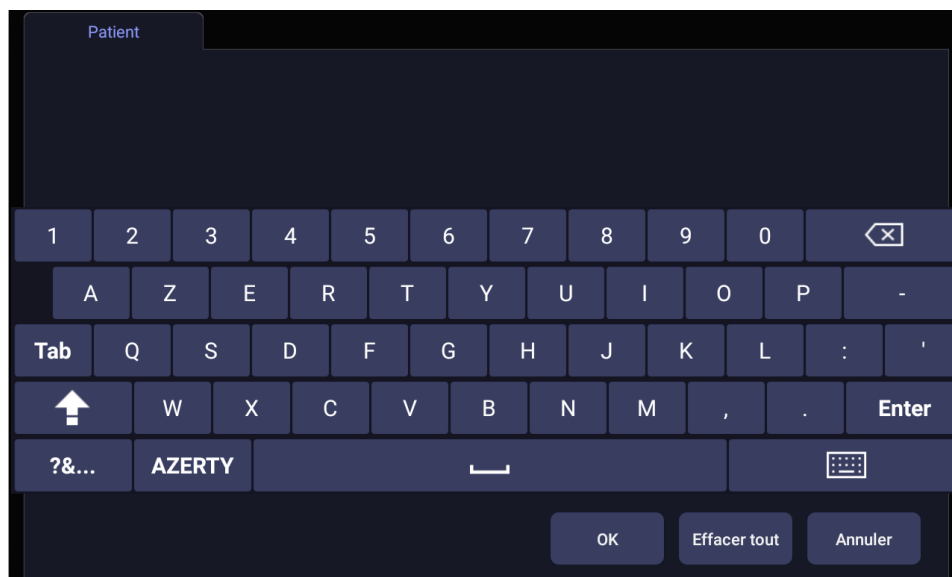 Patient
1 2 3 4 5 6 7 8 9 0
A Z E R T Y U I O P -
Tab Q S D F G H J K L : '
W X C V B N M , . Enter
?&... AZERTY
OK Effacer tout Annuler